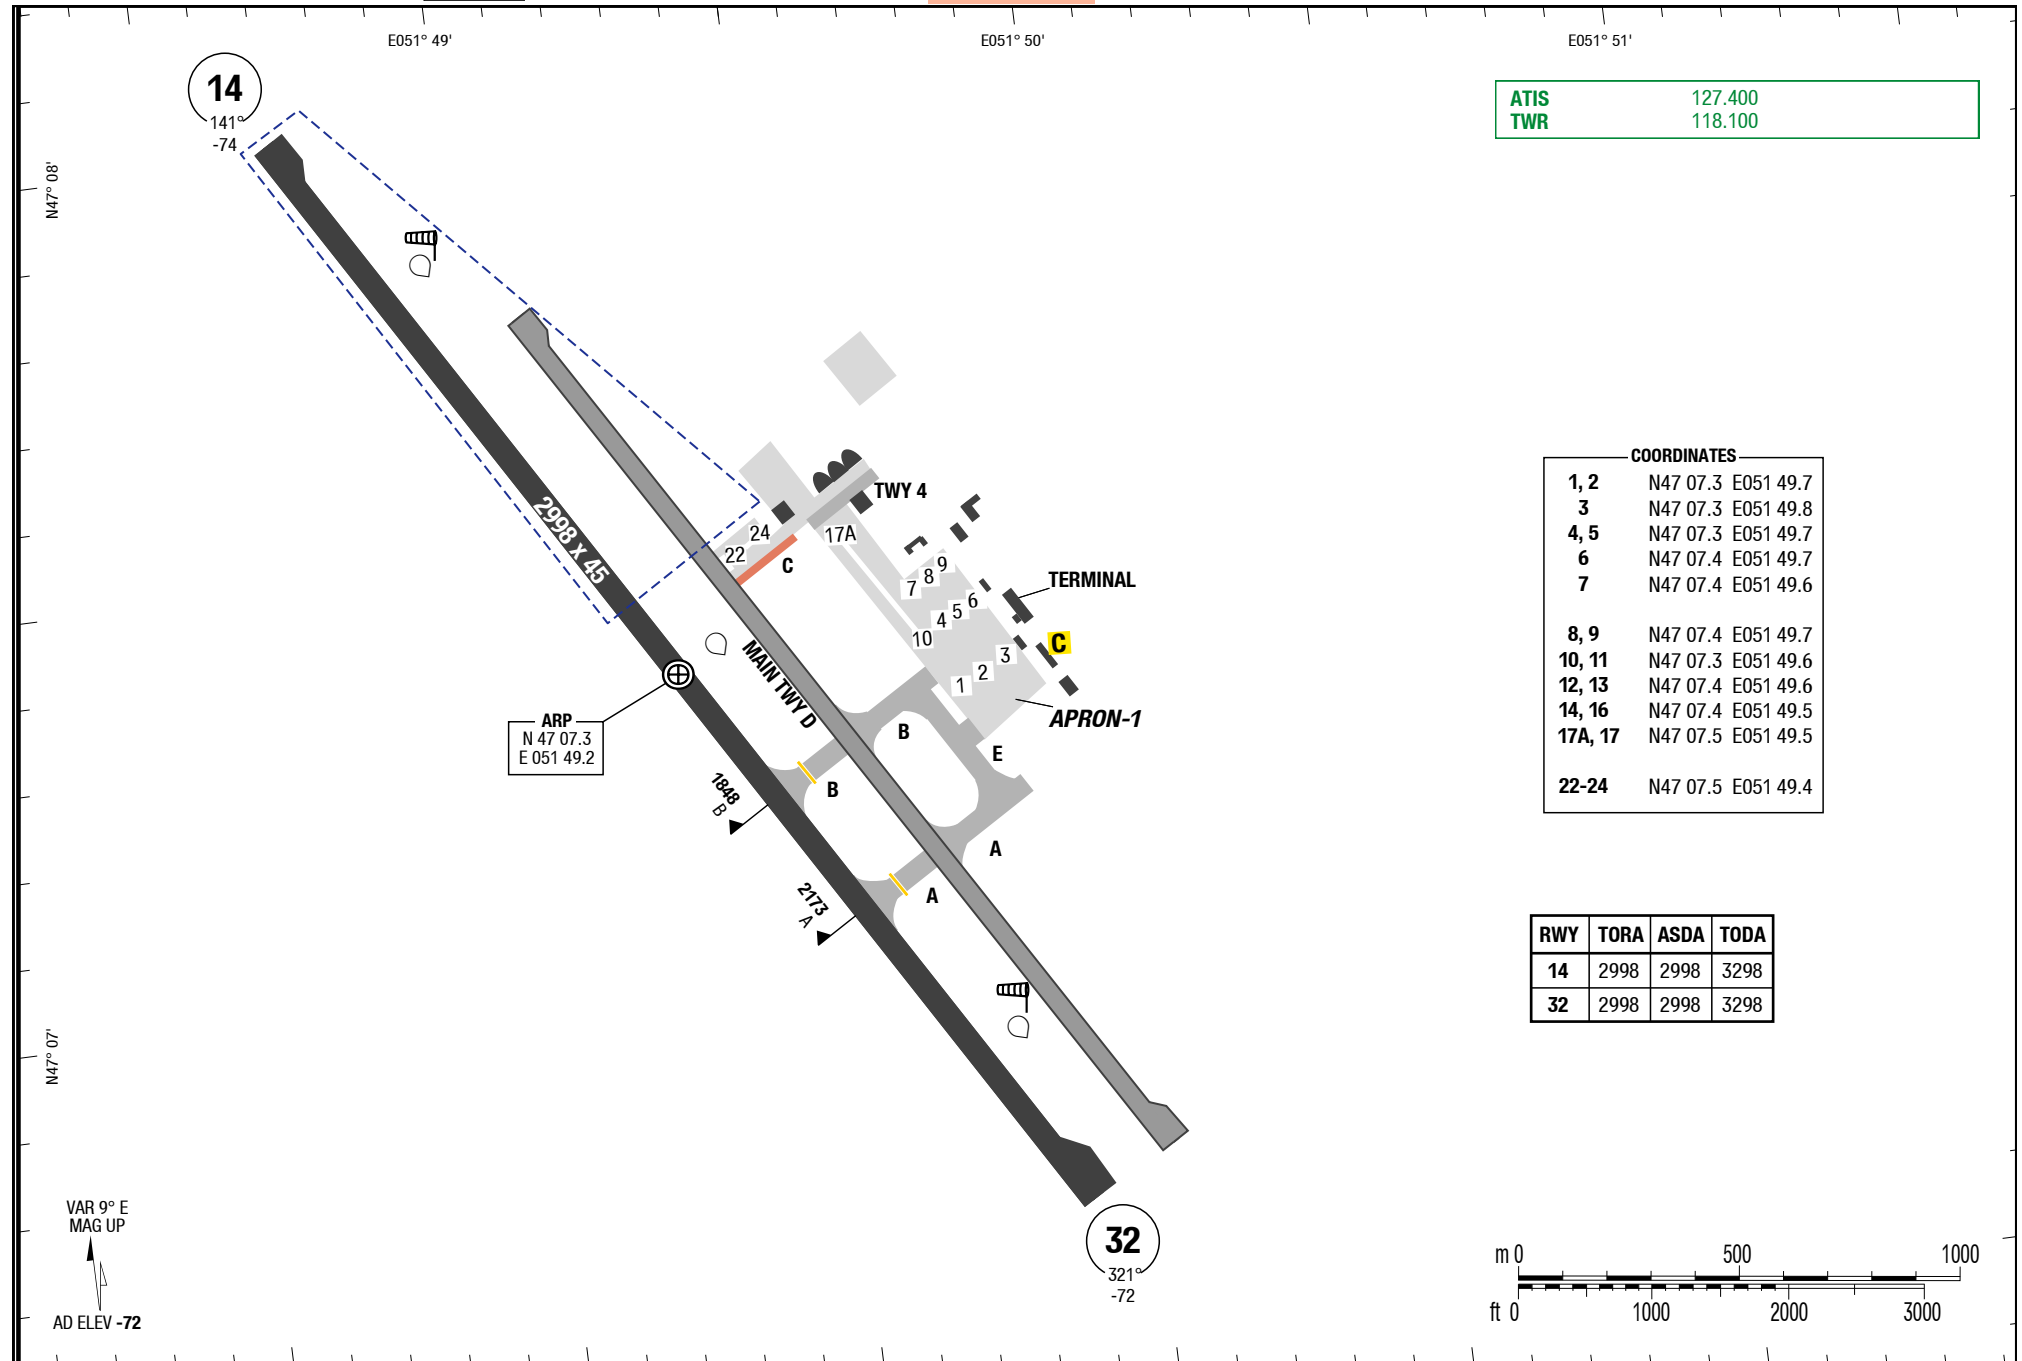 E051° 49'
E051° 50'
E051° 51'
14
141°
-74
ATIS 127.400
TWR 118.100
N47° 08'
COORDINATES
1, 2 N47 07.3 E051 49.7
3 N47 07.3 E051 49.8
4, 5 N47 07.3 E051 49.7
6 N47 07.4 E051 49.7
7 N47 07.4 E051 49.6
8, 9 N47 07.4 E051 49.7
10, 11 N47 07.3 E051 49.6
12, 13 N47 07.4 E051 49.6
14, 16 N47 07.4 E051 49.5
17A, 17 N47 07.5 E051 49.5
22-24 N47 07.5 E051 49.4
TWY 4
2998 x 45
24
22
17A
C
9
8
7
6
5
4
10
TERMINAL
C
3
2
1
APRON-1
MAIN TWY D
ARP
N 47 07.3
E 051 49.2
B
E
B
1848
B
A
A
2173
A
RWY TORA ASDA TODA
14 2998 2998 3298
32 2998 2998 3298
N47° 07'
32
321°
-72
VAR 9° E
MAG UP
AD ELEV -72
m 0 500 1000
ft 0 1000 2000 3000